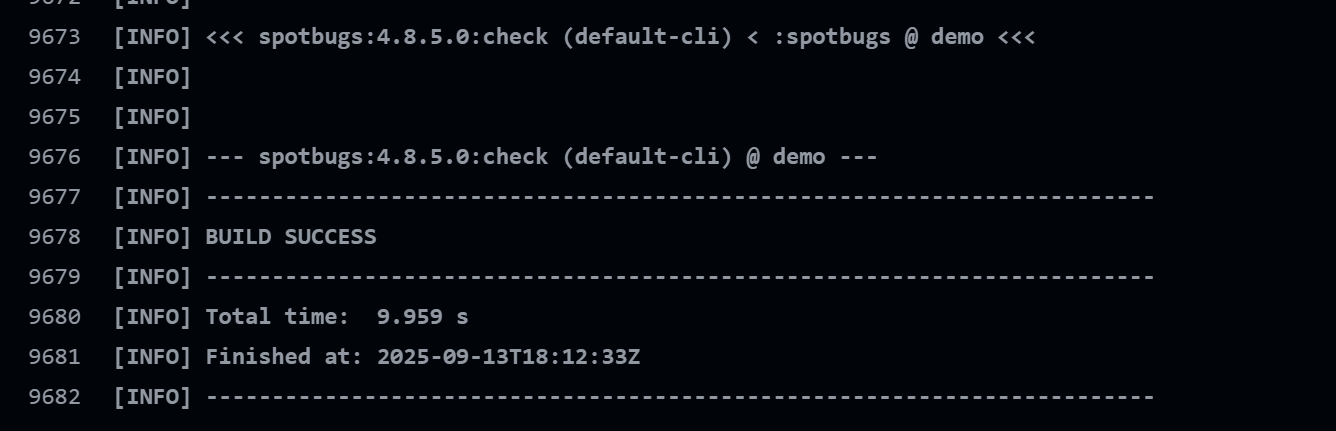 9672 [INFO]
9673 [INFO] <<< spotbugs:4.8.5.0:check (default-cli) < :spotbugs @ demo <<<
9674 [INFO]
9675 [INFO]
9676 [INFO] --- spotbugs:4.8.5.0:check (default-cli) @ demo ---
9677 [INFO] ------------------------------------------------------------------------
9678 [INFO] BUILD SUCCESS
9679 [INFO] ------------------------------------------------------------------------
9680 [INFO] Total time:  9.959 s
9681 [INFO] Finished at: 2025-09-13T18:12:33Z
9682 [INFO] ------------------------------------------------------------------------